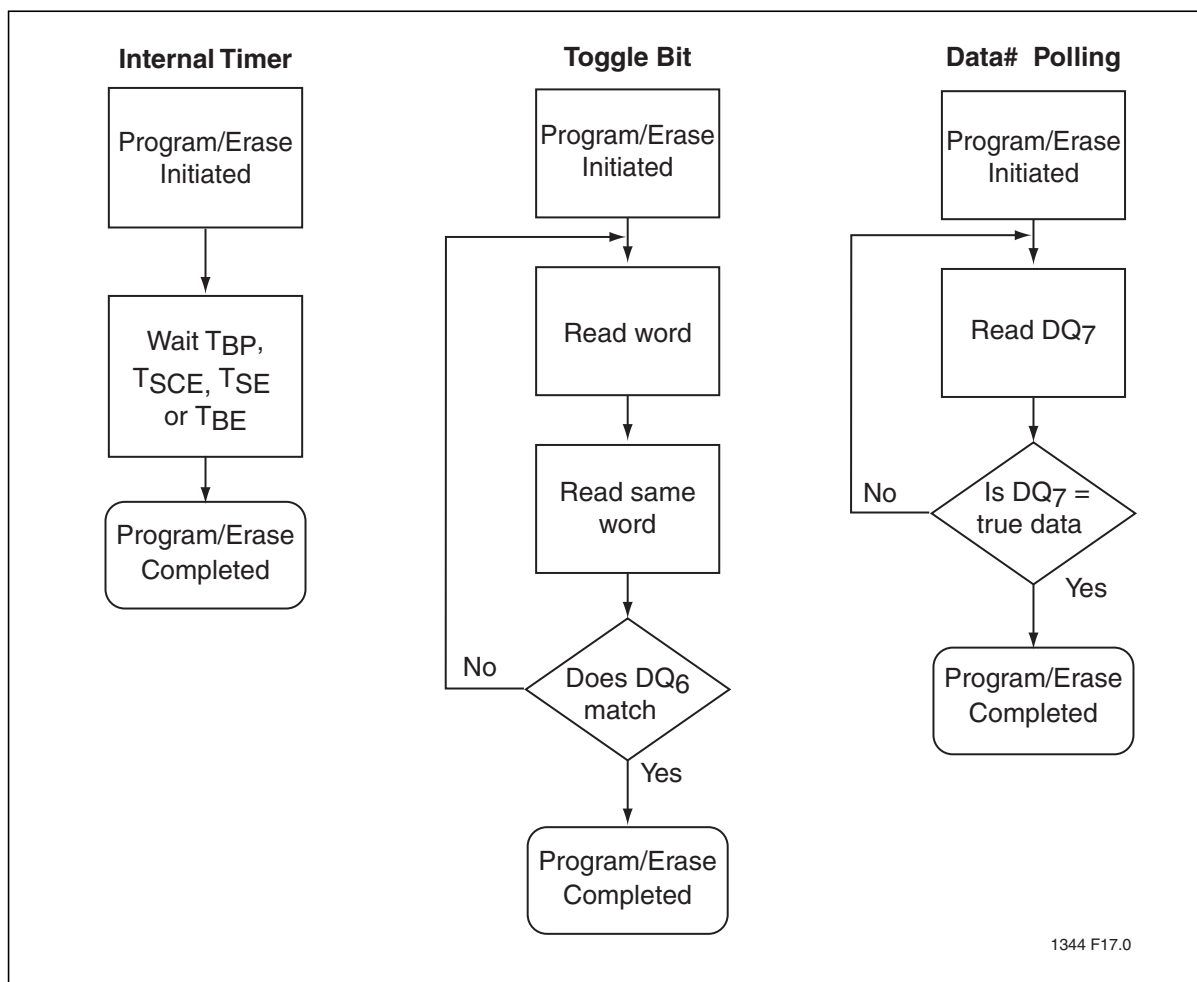 Internal Timer
Program/Erase
Initiated
Wait TBP,
TSCE, TSE
or TBE
Program/Erase
Completed
Toggle Bit
Program/Erase
Initiated
Read word
Read same
word
No
Does DQ6
match
Yes
Program/Erase
Completed
Data# Polling
Program/Erase
Initiated
Read DQ7
No
Is DQ7 =
true data
Yes
Program/Erase
Completed
1344 F17.0